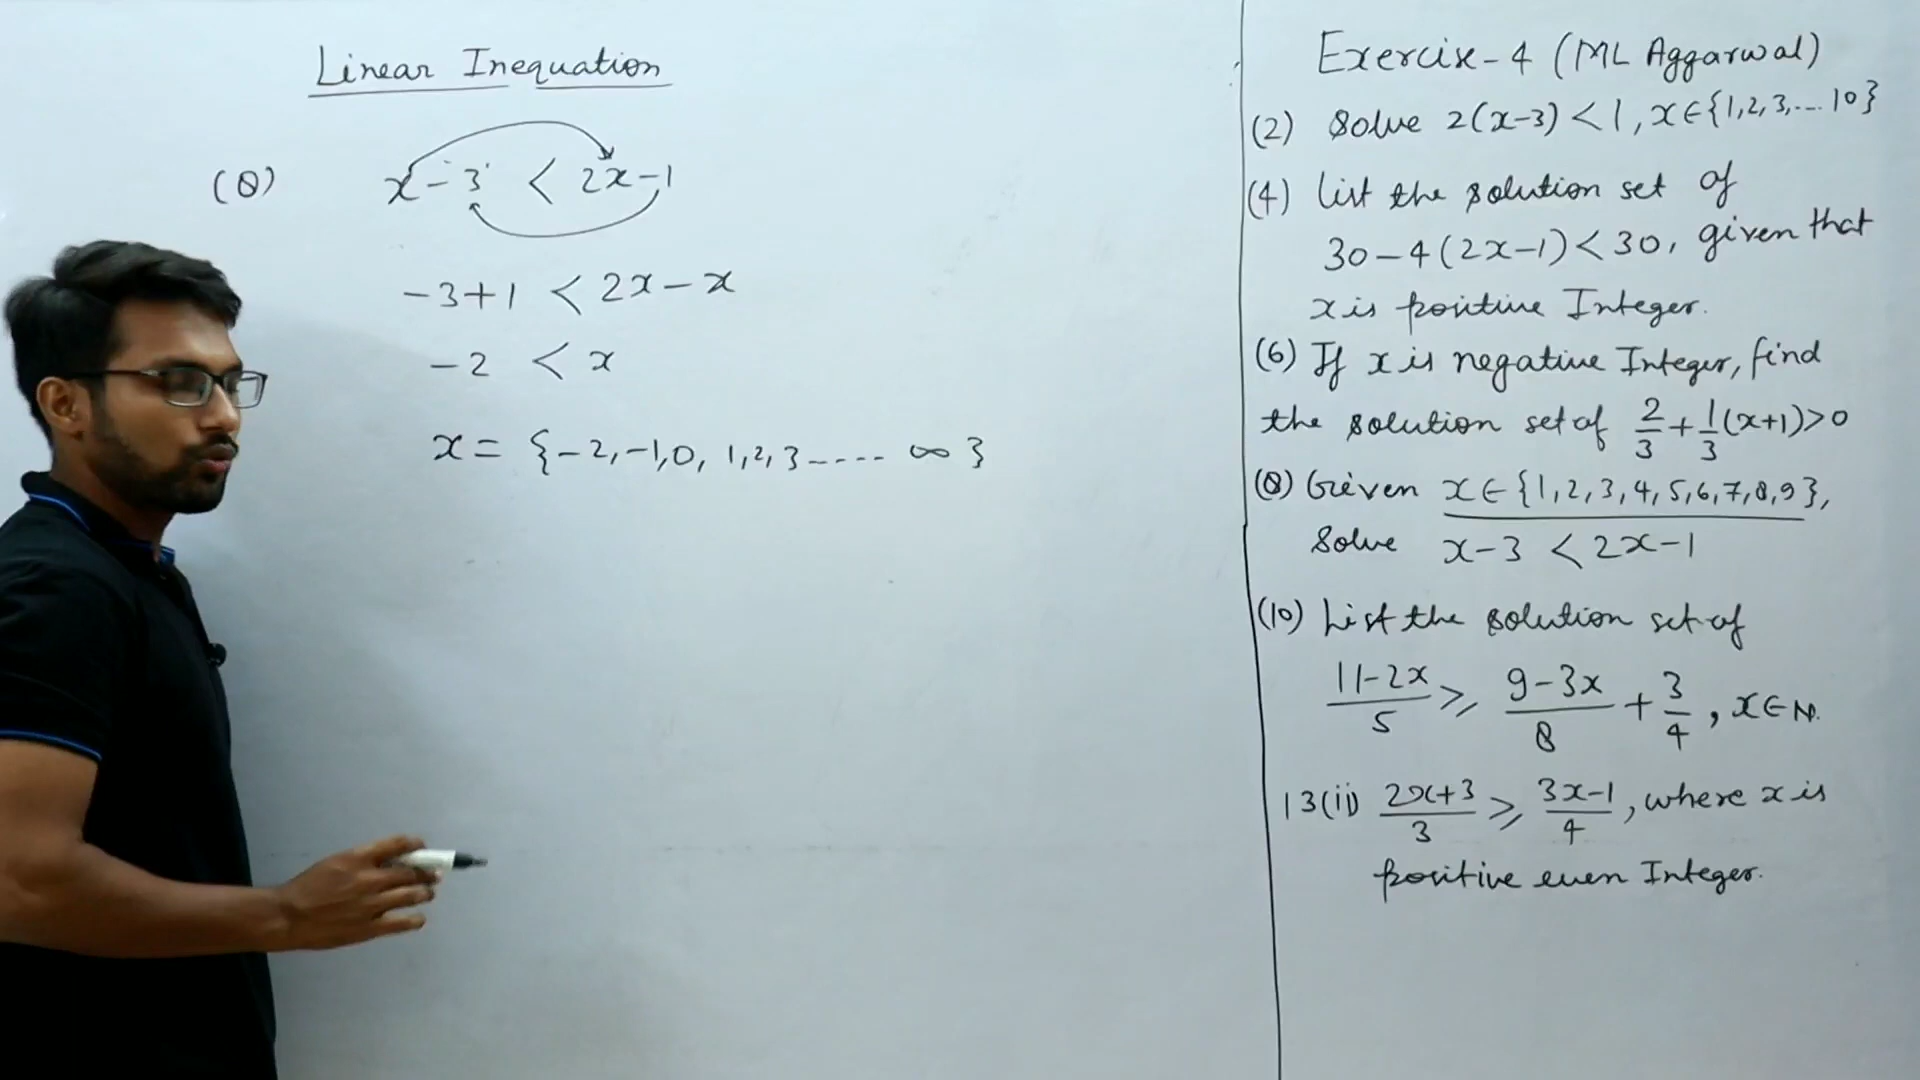 Linear Inequation
(8) x-3 < 2x-1
-3+1 < 2x-x
-2 < x
x = {-2,-1,0, 1,2,3----- ∞ }
Exercise-4 (ML Aggarwal)
(2) Solve 2(x-3) < 1, x∈{1,2,3,....10}
(4) List the solution set of
30-4(2x-1)<30, given that
x is positive Integer.
(6) If x is negative Integer, find
the solution set of 2/3+1/3(x+1)>0
(8) Given x∈{1,2,3,4,5,6,7,8,9},
Solve x-3 < 2x-1
(10) List the solution set of
11-2x/5 ⩾ 9-3x/8 + 3/4, x∈N.
13(ii) 2x+3/3 ⩾ 3x-1/4, where x is
positive even Integer.